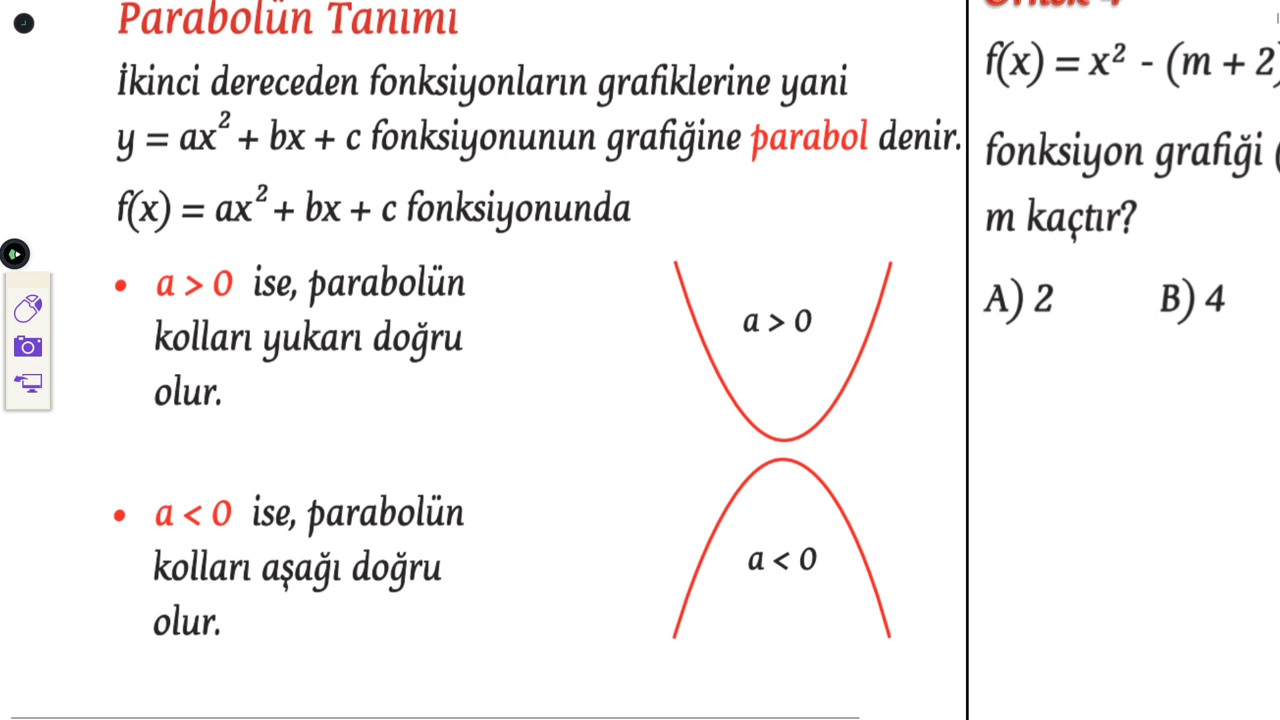 Parabolün Tanımı
İkinci dereceden fonksiyonların grafiklerine yani
y = ax² + bx + c fonksiyonunun grafiğine parabol denir.
f(x) = ax² + bx + c fonksiyonunda
• a > 0 ise, parabolün
kolları yukarı doğru
olur.
a > 0
• a < 0 ise, parabolün
kolları aşağı doğru
olur.
a < 0
f(x) = x² - (m + 2)
fonksiyon grafiği (
m kaçtır?
A) 2 B) 4